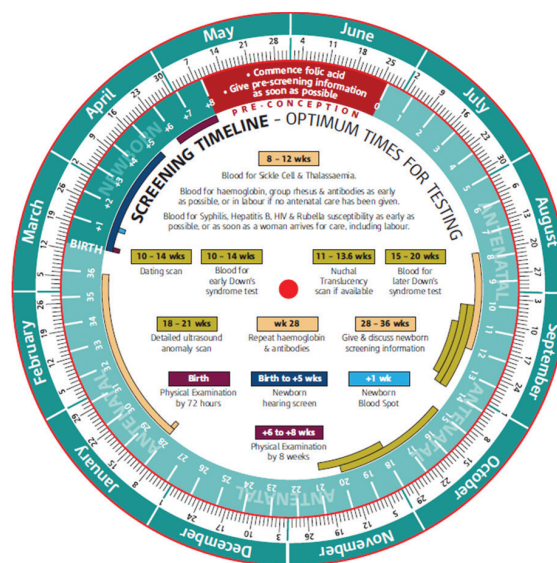 May
June
July
August
September
October
November
December
January
February
March
April
• Commence folic acid
• Give pre-screening information
as soon as possible
PRE-CONCEPTION
SCREENING TIMELINE – OPTIMUM TIMES FOR TESTING
NEWBORN
BIRTH
ANTENATAL
ANTENATAL
ANTENATAL
ANTENATAL
8 – 12 wks
Blood for Sickle Cell & Thalassaemia.
Blood for haemoglobin, group rhesus & antibodies as early
as possible, or in labour if no antenatal care has been given.
Blood for Syphilis, Hepatitis B, HIV & Rubella susceptibility as early as
possible, or as soon as a woman arrives for care, including labour.
10 – 14 wks
Dating scan
10 – 14 wks
Blood for
early Down's
syndrome test
11 – 13.6 wks
Nuchal
Translucency
scan if available
15 – 20 wks
Blood for
later Down's
syndrome test
18 – 21 wks
Detailed ultrasound
anomaly scan
wk 28
Repeat haemoglobin
& antibodies
28 – 36 wks
Give & discuss newborn
screening information
Birth
Physical Examination
by 72 hours
Birth to +5 wks
Newborn
hearing screen
+1 wk
Newborn
Blood Spot
+6 to +8 wks
Physical Examination
by 8 weeks